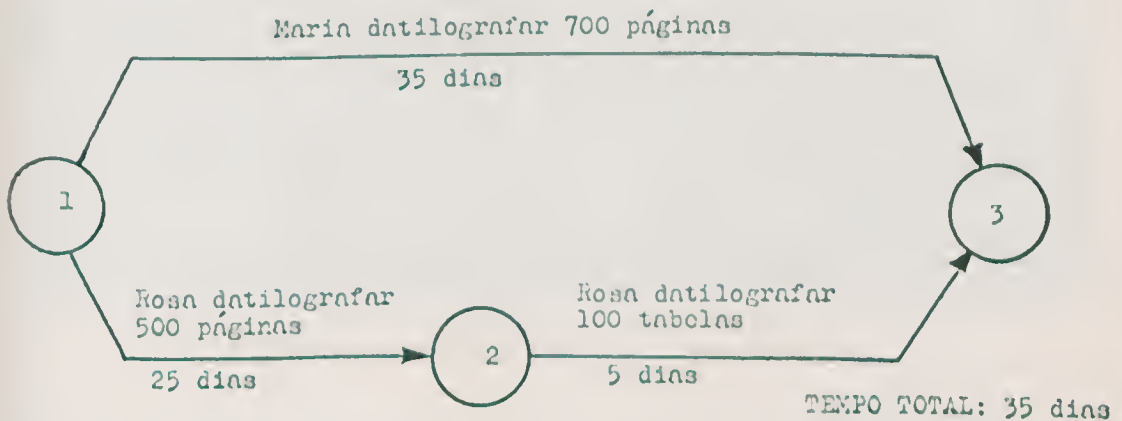 Maria datilografar 700 páginas
35 dias
1
3
Rosa datilografar
500 páginas
Rosa datilografar
100 tabelas
2
25 dias
5 dias
TEMPO TOTAL: 35 dias